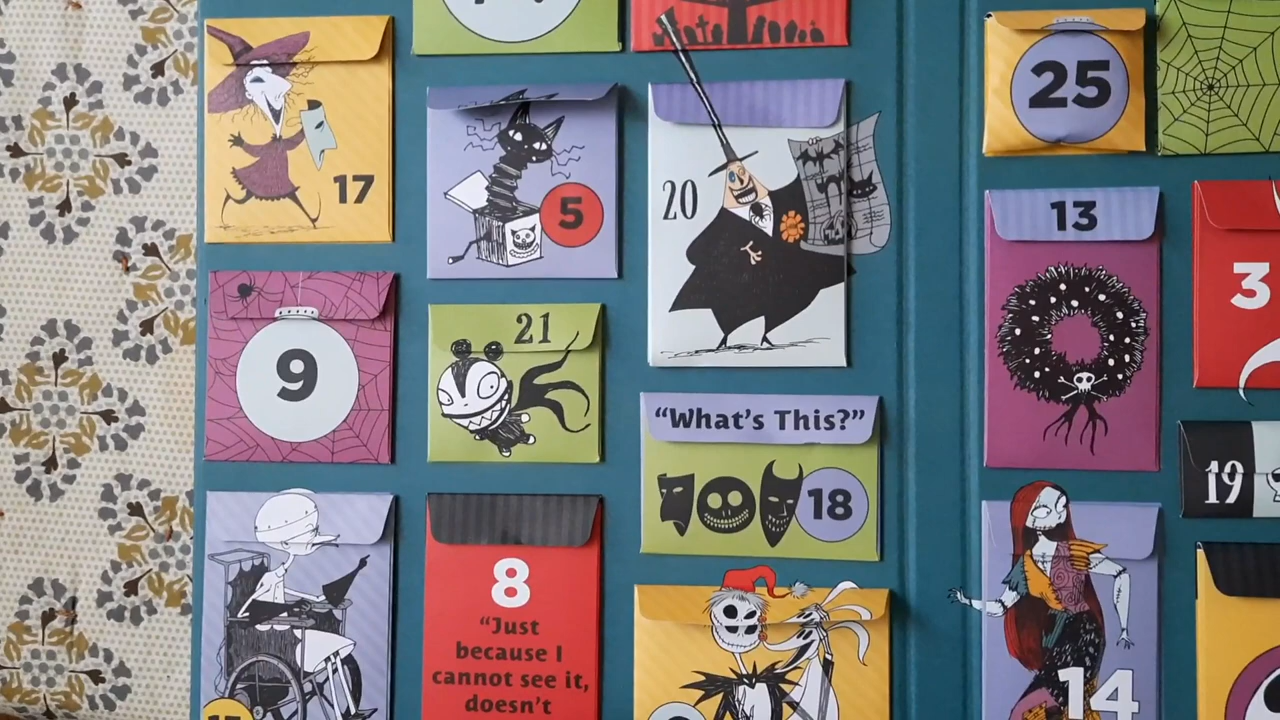 17
5
20
25
13
3
9
21
"What's This?"
18
19
8
"Just
because I
cannot see it,
doesn't
14